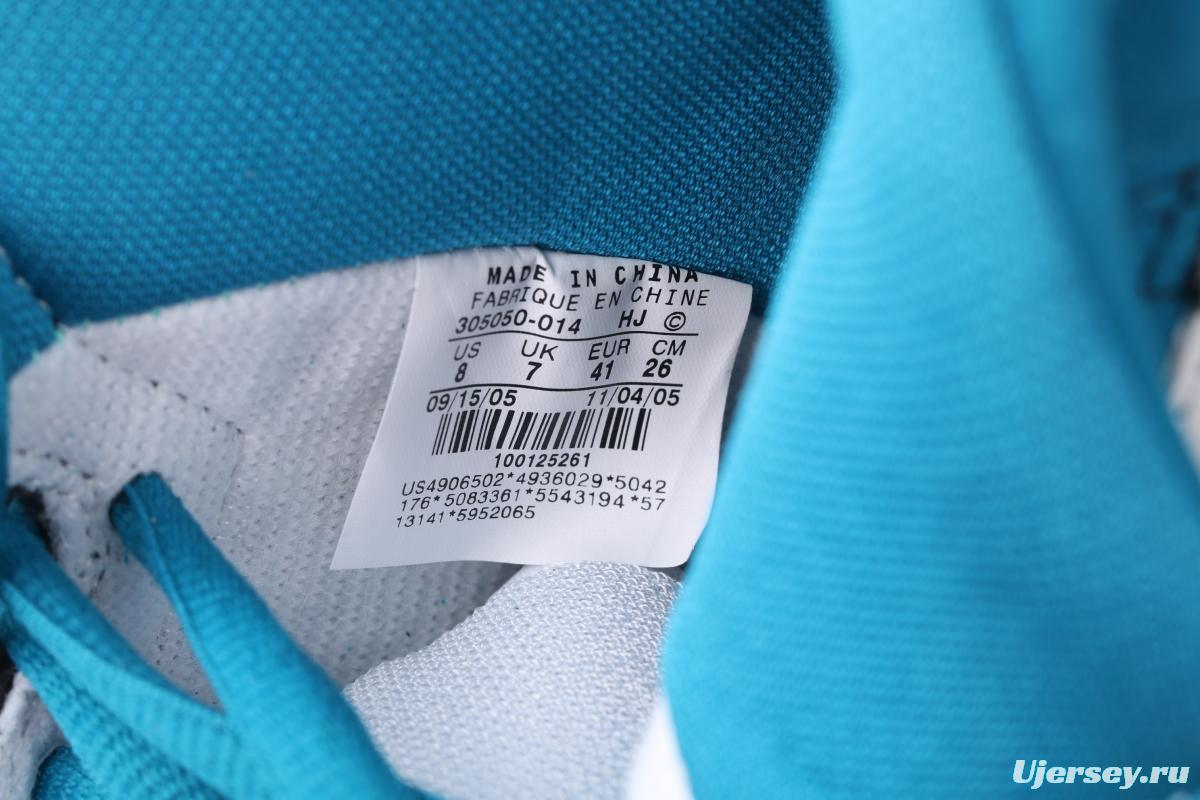 MADE IN CHINA
FABRIQUE EN CHINE
305050-014 HJ ©
US UK EUR CM
8 7 41 26
09/15/05 11/04/05
100125261
US4906502*4936029*5042
176*5083361*5543194*57
13141*5952065
Ujersey.ru